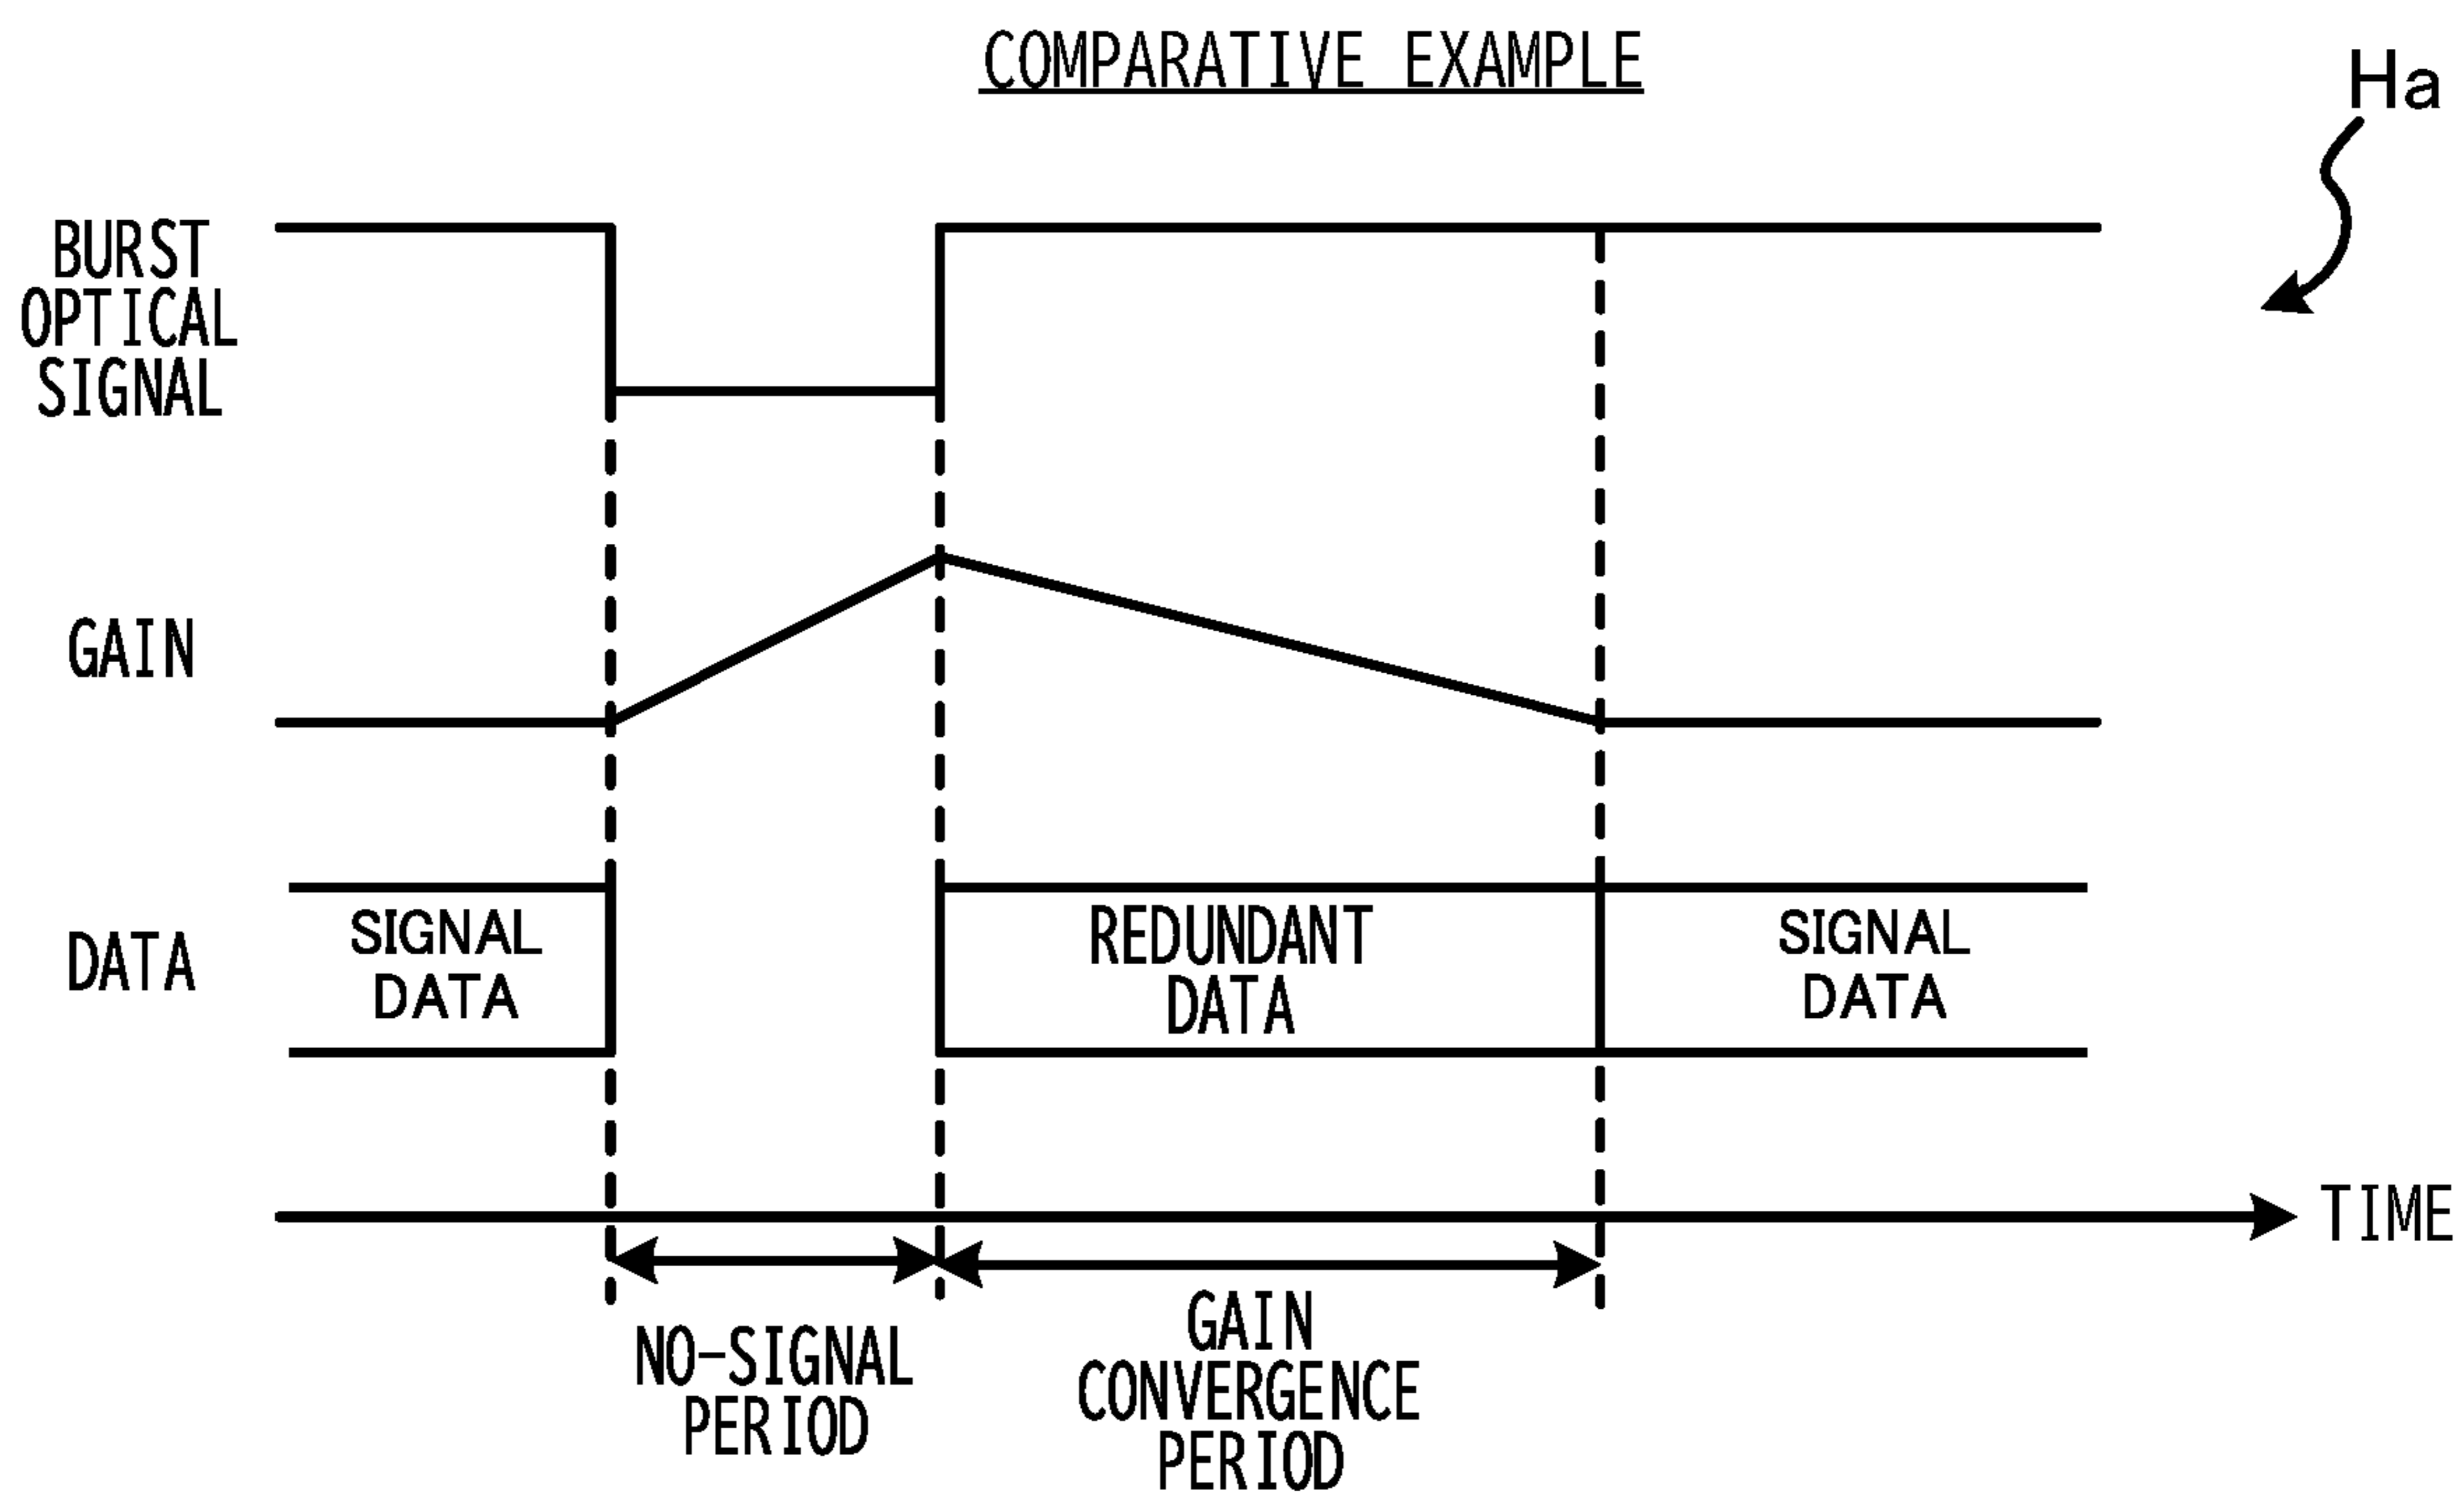 COMPARATIVE EXAMPLE
Ha
BURST
OPTICAL
SIGNAL
GAIN
DATA
SIGNAL
DATA
REDUNDANT
DATA
SIGNAL
DATA
TIME
NO-SIGNAL
PERIOD
GAIN
CONVERGENCE
PERIOD